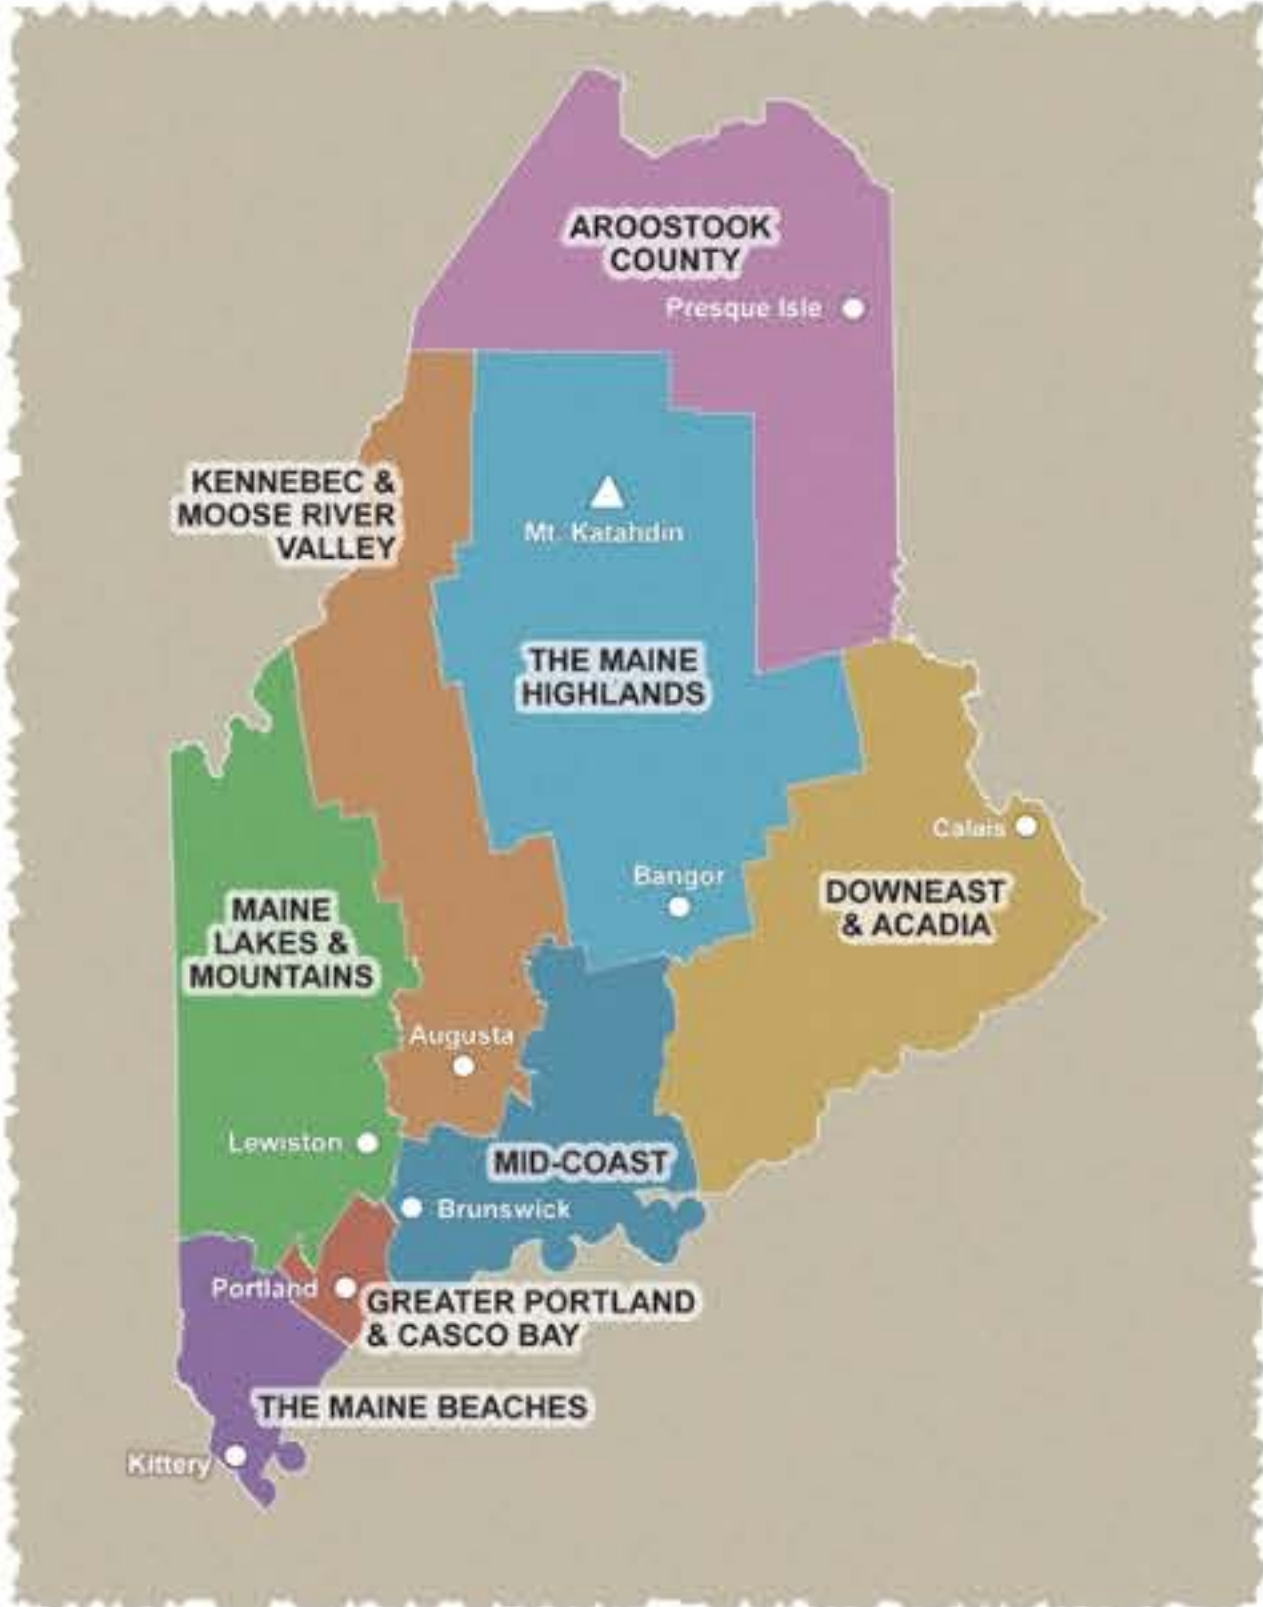 AROOSTOOK
COUNTY
Presque Isle
KENNEBEC &
MOOSE RIVER
VALLEY
Mt. Katahdin
THE MAINE
HIGHLANDS
Calais
Bangor
DOWNEAST
& ACADIA
MAINE
LAKES &
MOUNTAINS
Augusta
Lewiston
MID-COAST
Brunswick
Portland
GREATER PORTLAND
& CASCO BAY
THE MAINE BEACHES
Kittery